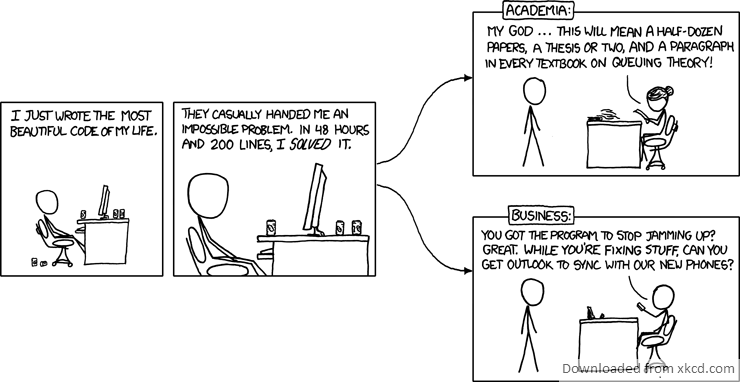 I JUST WROTE THE MOST
BEAUTIFUL CODE OF MY LIFE.
THEY CASUALLY HANDED ME AN
IMPOSSIBLE PROBLEM. IN 48 HOURS
AND 200 LINES, I SOLVED IT.
ACADEMIA:
MY GOD ... THIS WILL MEAN A HALF-DOZEN
PAPERS, A THESIS OR TWO, AND A PARAGRAPH
IN EVERY TEXTBOOK ON QUEUING THEORY!
BUSINESS:
YOU GOT THE PROGRAM TO STOP JAMMING UP?
GREAT. WHILE YOU'RE FIXING STUFF, CAN YOU
GET OUTLOOK TO SYNC WITH OUR NEW PHONES?
Downloaded from xkcd.com